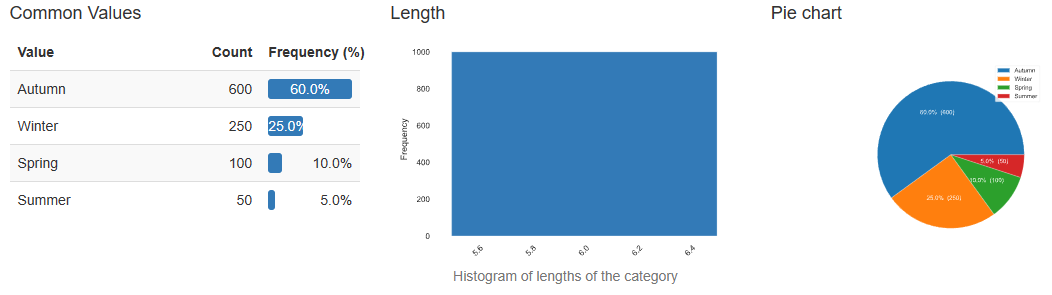 Common Values
Value Count Frequency (%)
Autumn 600 60.0%
Winter 250 25.0%
Spring 100 10.0%
Summer 50 5.0%
Length
1000
800
600
400
200
0
Frequency
5.6 5.8 6.0 6.2 6.4
Histogram of lengths of the category
Pie chart
Autumn
Winter
Spring
Summer
60.0% (600)
5.0% (50)
10.0% (100)
25.0% (250)